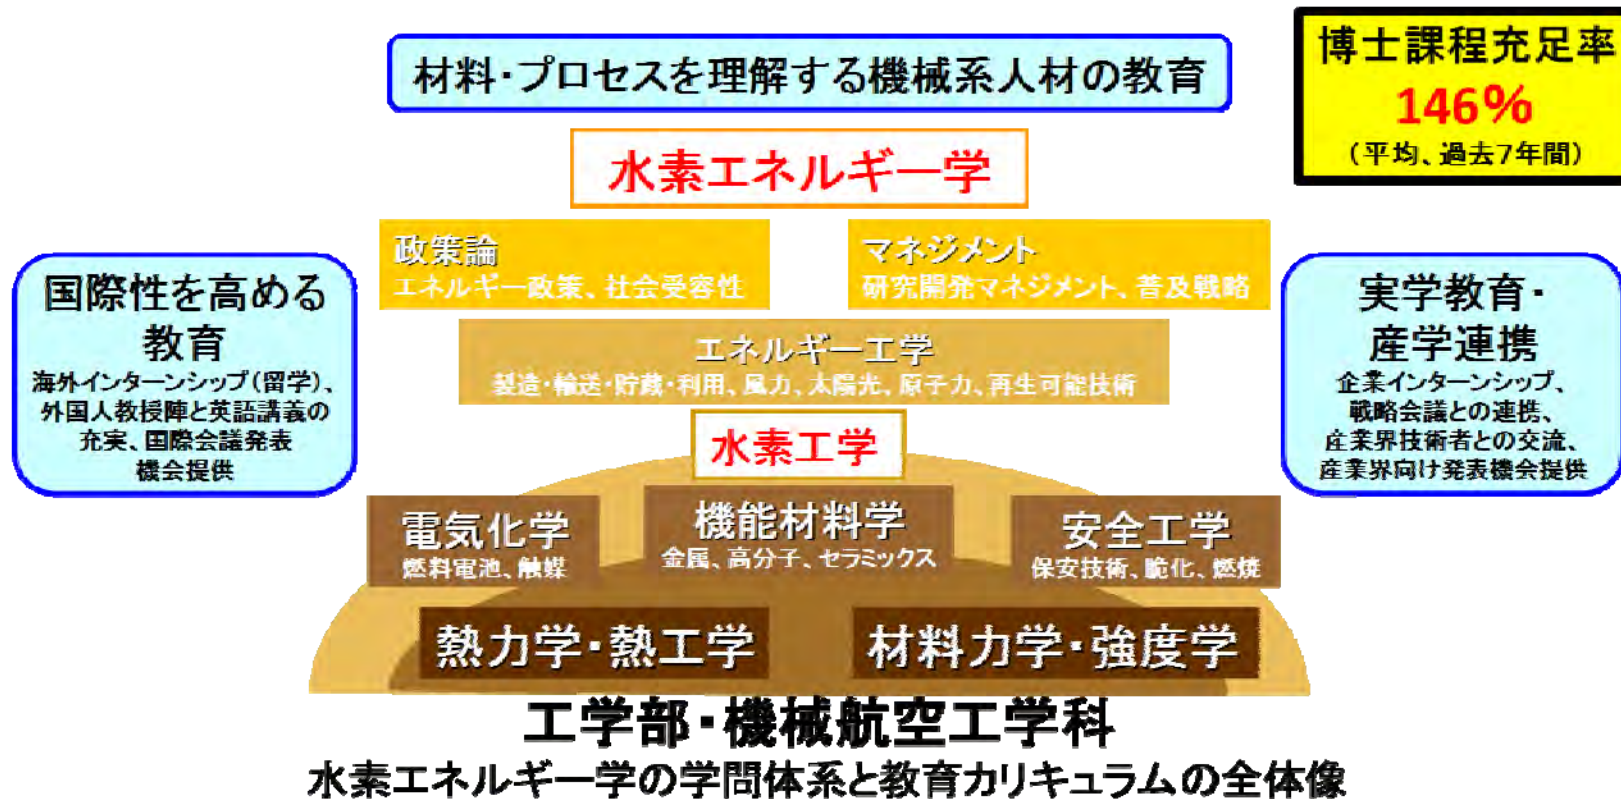 材料・プロセスを理解する機械系人材の教育
博士課程充足率
146%
（平均、過去7年間）
水素エネルギー学
政策論
エネルギー政策、社会受容性
マネジメント
研究開発マネジメント、普及戦略
国際性を高める
教育
海外インターンシップ（留学）、
外国人教授陣と英語講義の
充実、国際会議発表
機会提供
エネルギー工学
製造・輸送・貯蔵・利用、風力、太陽光、原子力、再生可能技術
実学教育・
産学連携
企業インターンシップ、
戦略会議との連携、
産業界技術者との交流、
産業界向け発表機会提供
水素工学
電気化学
燃料電池、触媒
機能材料学
金属、高分子、セラミックス
安全工学
保安技術、脆化、燃焼
熱力学・熱工学
材料力学・強度学
工学部・機械航空工学科
水素エネルギー学の学問体系と教育カリキュラムの全体像